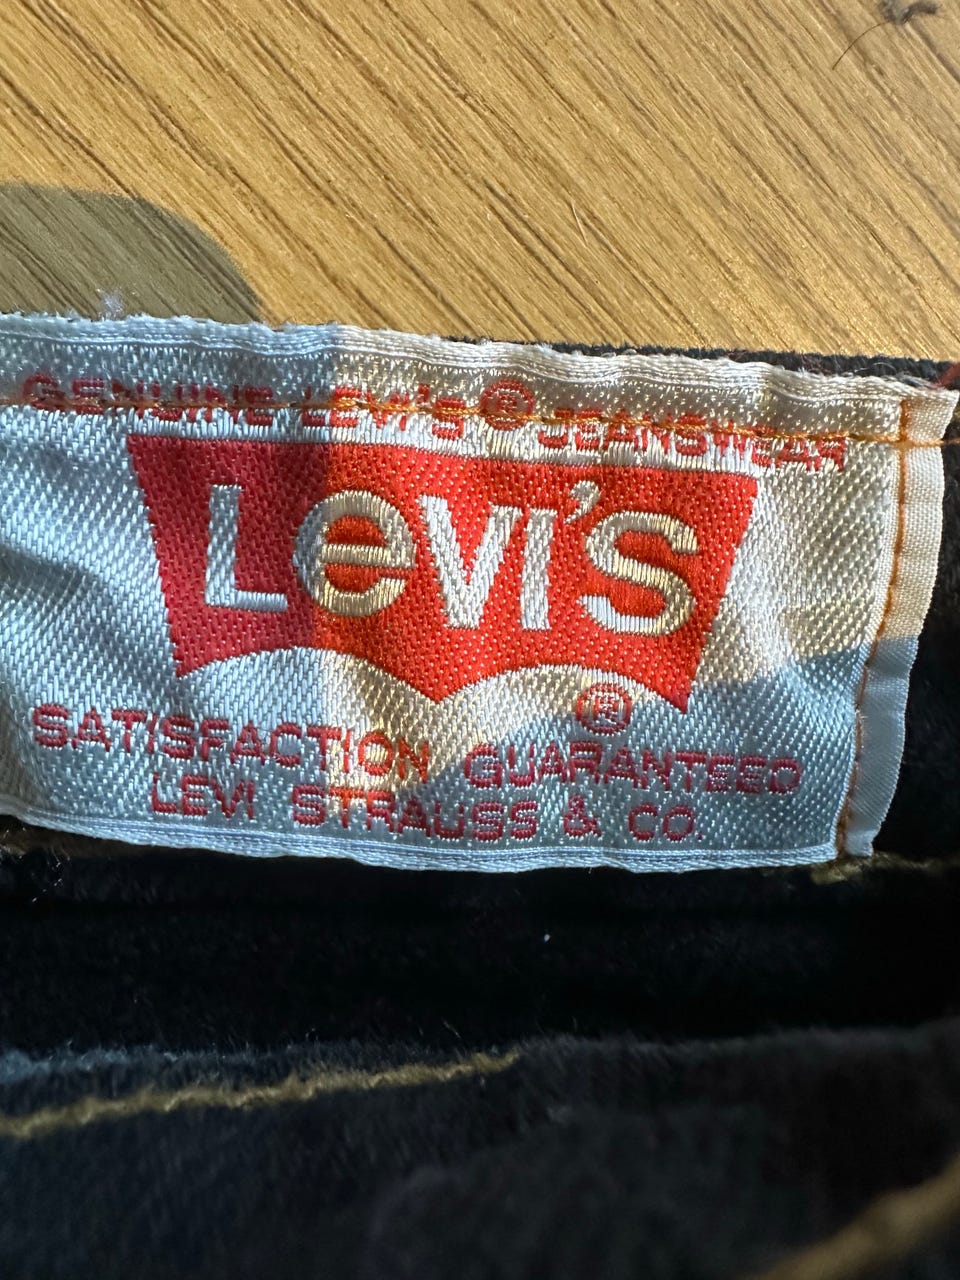 GENUINE LEVI'S® JEANSWEAR
Levi's
®
SATISFACTION GUARANTEED
LEVI STRAUSS & CO.